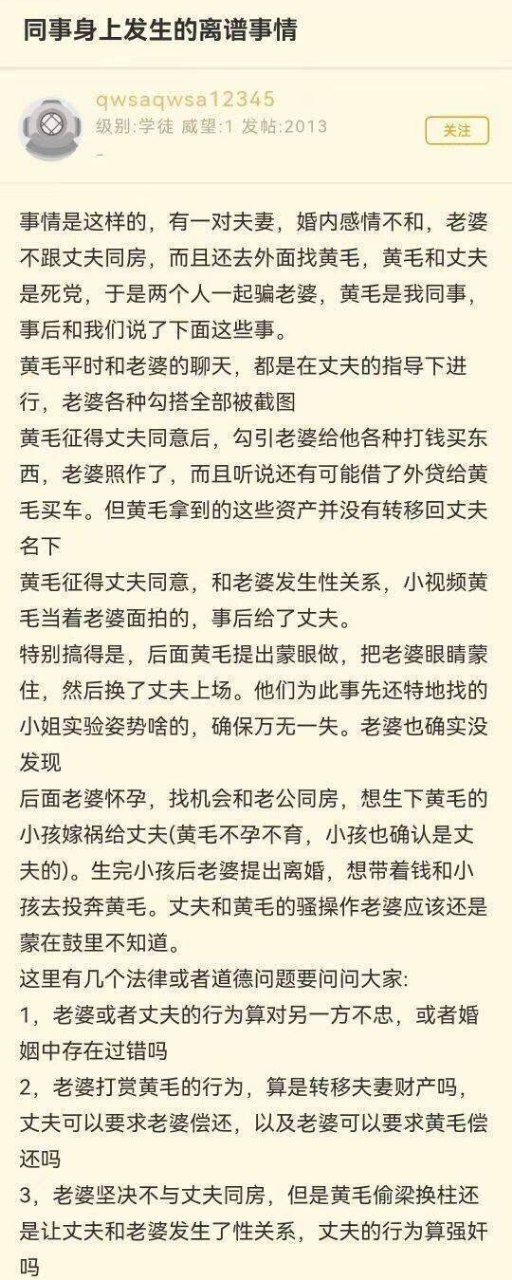 同事身上发生的离谱事情
qwsaqwsa12345
级别:学徒 威望:1 发帖:2013
关注
-
事情是这样的，有一对夫妻，婚内感情不和，老婆
不跟丈夫同房，而且还去外面找黄毛，黄毛和丈夫
是死党，于是两个人一起骗老婆，黄毛是我同事，
事后和我们说了下面这些事。
黄毛平时和老婆的聊天，都是在丈夫的指导下进
行，老婆各种勾搭全部被截图
黄毛征得丈夫同意后，勾引老婆给他各种打钱买东
西，老婆照作了，而且听说还有可能借了外贷给黄
毛买车。但黄毛拿到的这些资产并没有转移回丈夫
名下
黄毛征得丈夫同意，和老婆发生性关系，小视频黄
毛当着老婆面拍的，事后给了丈夫。
特别搞得是，后面黄毛提出蒙眼做，把老婆眼睛蒙
住，然后换了丈夫上场。他们为此事先还特地找的
小姐实验姿势啥的，确保万无一失。老婆也确实没
发现
后面老婆怀孕，找机会和老公同房，想生下黄毛的
小孩嫁祸给丈夫(黄毛不孕不育，小孩也确认是丈
夫的)。生完小孩后老婆提出离婚，想带着钱和小
孩去投奔黄毛。丈夫和黄毛的骚操作老婆应该还是
蒙在鼓里不知道。
这里有几个法律或者道德问题要问问大家:
1，老婆或者丈夫的行为算对另一方不忠，或者婚
姻中存在过错吗
2，老婆打赏黄毛的行为，算是转移夫妻财产吗，
丈夫可以要求老婆偿还，以及老婆可以要求黄毛偿
还吗
3，老婆坚决不与丈夫同房，但是黄毛偷梁换柱还
是让丈夫和老婆发生了性关系，丈夫的行为算强奸
吗